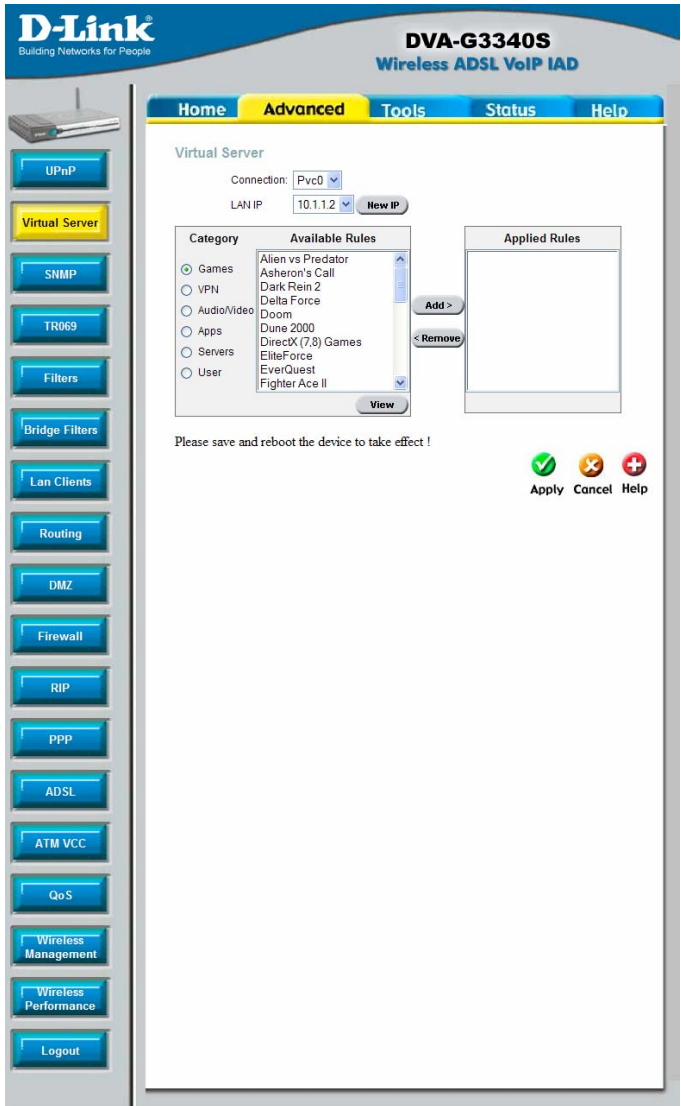 D-Link®
Building Networks for People
DVA-G3340S
Wireless ADSL VoIP IAD
Home
Advanced
Tools
Status
Help
UPnP
Virtual Server
SNMP
TR069
Filters
Bridge Filters
Lan Clients
Routing
DMZ
Firewall
RIP
PPP
ADSL
ATM VCC
QoS
Wireless
Management
Wireless
Performance
Logout
Virtual Server
Connection: Pvc0
LAN IP 10.1.1.2 New IP
Category
Available Rules
Applied Rules
Games
VPN
Audio/Video
Apps
Servers
User
Alien vs Predator
Asheron's Call
Dark Rein 2
Delta Force
Doom
Dune 2000
DirectX (7,8) Games
EliteForce
EverQuest
Fighter Ace II
Add >
< Remove
View
Please save and reboot the device to take effect !
Apply Cancel Help